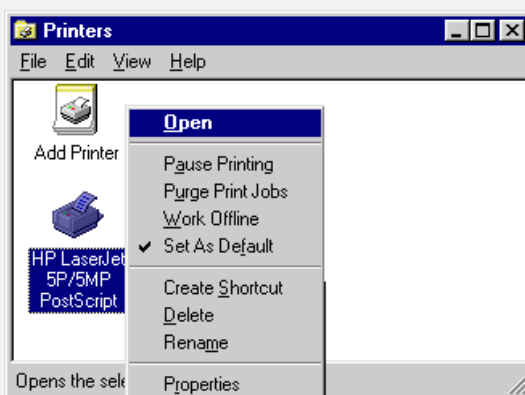 Printers
File Edit View Help
Add Printer
HP LaserJet
5P/5MP
PostScript
Open
Pause Printing
Purge Print Jobs
Work Offline
Set As Default
Create Shortcut
Delete
Rename
Properties
Opens the sele